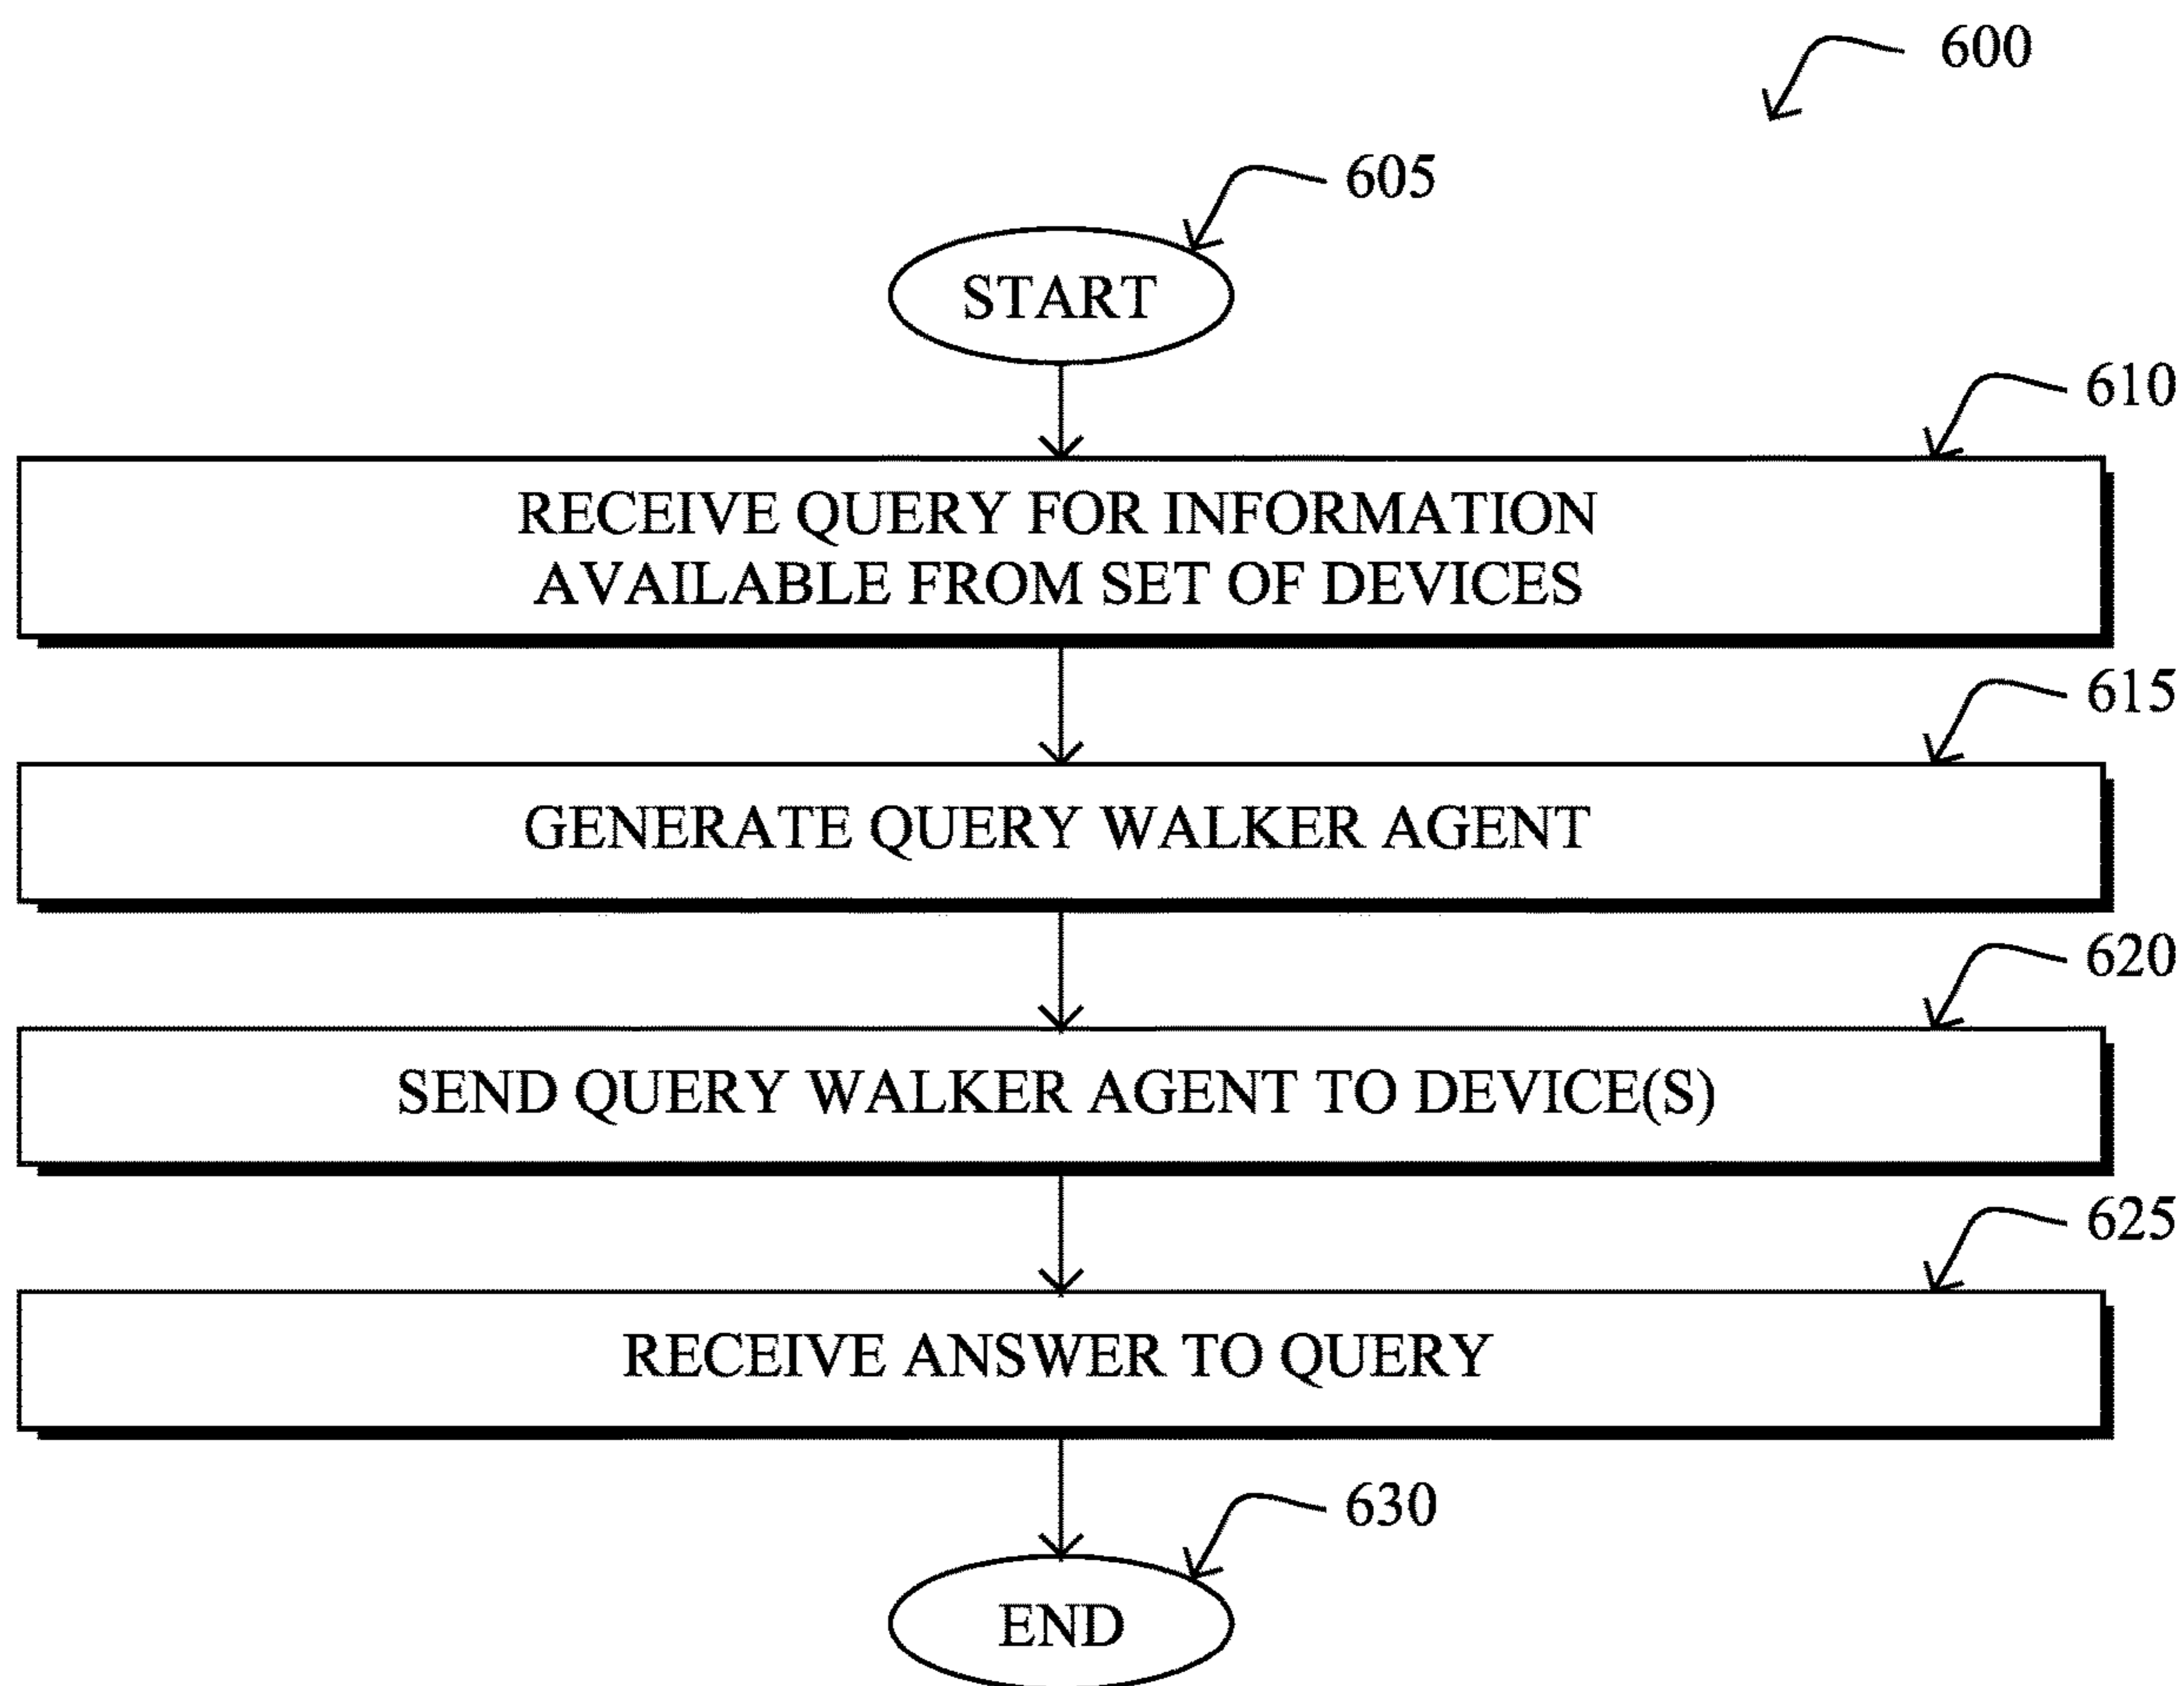 600
605
START
610
RECEIVE QUERY FOR INFORMATION
AVAILABLE FROM SET OF DEVICES
615
GENERATE QUERY WALKER AGENT
620
SEND QUERY WALKER AGENT TO DEVICE(S)
625
RECEIVE ANSWER TO QUERY
630
END